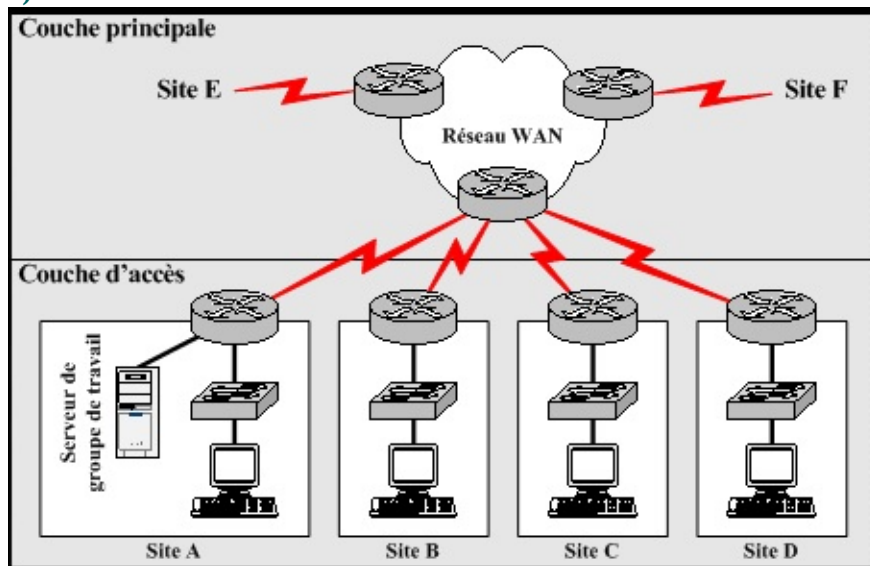 Couche principale
Site E
Site F
Réseau WAN
Couche d'accès
Serveur de
groupe de travail
Site A
Site B
Site C
Site D